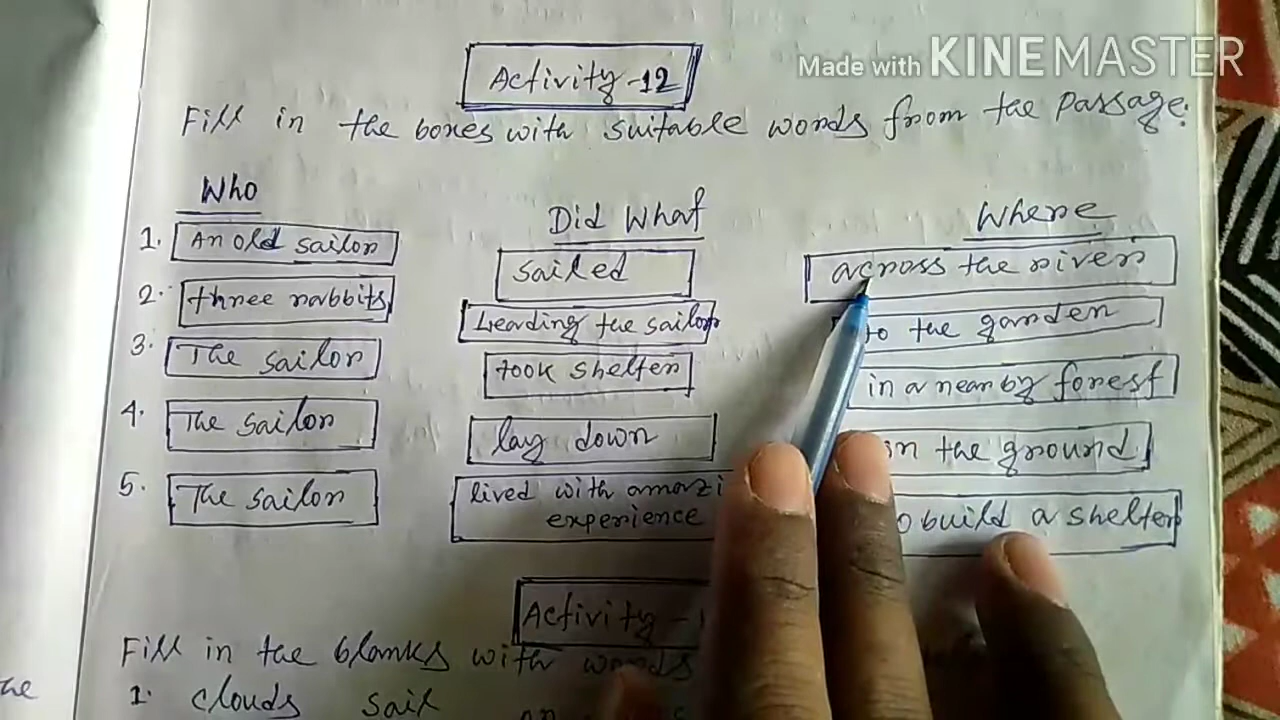 Made with KINEMASTER
Activity-12
Fill in the boxes with suitable words from the Passage:
Who Did What Where
1. An old sailor sailed across the river
2. three rabbits Leading the sailor to the garden
3. The sailor took shelter in a nearby forest
4. The sailor lay down in the ground
5. The sailor lived with build a shelter
experience
Activity -
Fill in the blanks with words
1. clouds sail